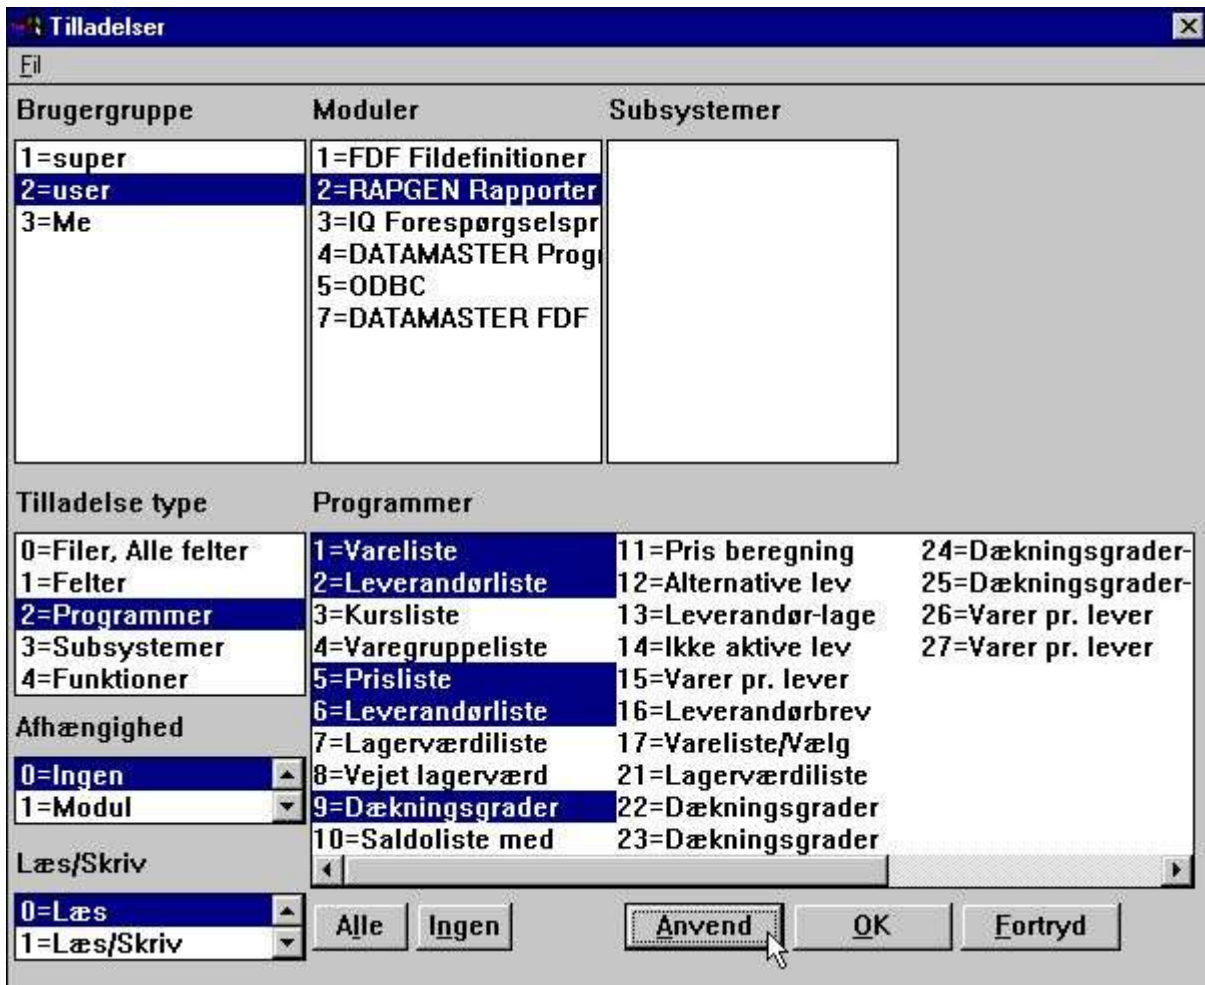 Tilladelser
Fil
Brugergruppe
1=super
2=user
3=Me
Moduler
1=FDF Fildefinitioner
2=RAPGEN Rapporter
3=IQ Forespørgselspr
4=DATAMASTER Progr
5=ODBC
7=DATAMASTER FDF
Subsystemer
Tilladelse type
0=Filer, Alle felter
1=Felter
2=Programmer
3=Subsystemer
4=Funktioner
Afhængighed
0=Ingen
1=Modul
Læs/Skriv
0=Læs
1=Læs/Skriv
Programmer
1=Vareliste
2=Leverandørliste
3=Kursliste
4=Varegruppeliste
5=Prisliste
6=Leverandørliste
7=Lagerværdiliste
8=Vejet lagerværd
9=Dækningsgrader
10=Saldoliste med
11=Pris beregning
12=Alternative lev
13=Leverandør-lage
14=Ikke aktive lev
15=Varer pr. lever
16=Leverandørbrev
17=Vareliste/Vælg
21=Lagerværdiliste
22=Dækningsgrader
23=Dækningsgrader
24=Dækningsgrader-
25=Dækningsgrader-
26=Varer pr. lever
27=Varer pr. lever
Alle
Ingen
Anvend
OK
Fortryd